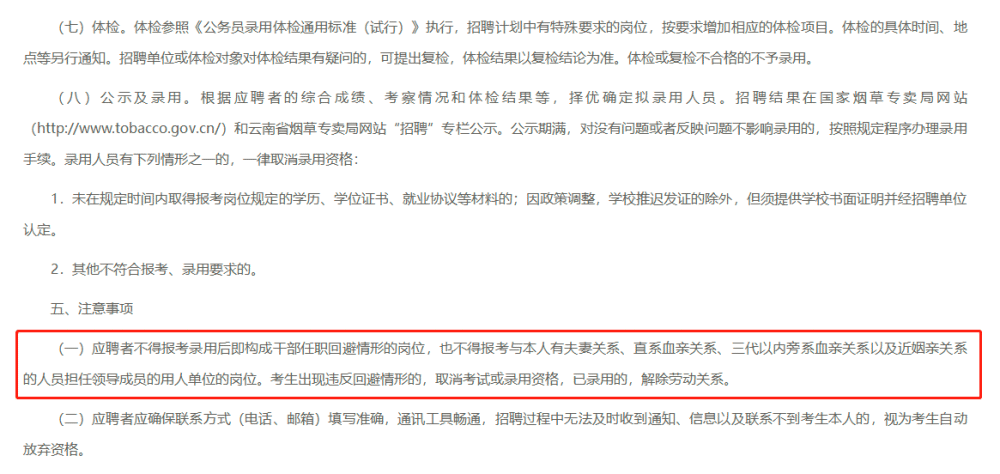 （七）体检。体检参照《公务员录用体检通用标准（试行）》执行，招聘计划中有特殊要求的岗位，按要求增加相应的体检项目。体检的具体时间、地
点等另行通知。招聘单位或体检对象对体检结果有疑问的，可提出复检，体检结果以复检结论为准。体检或复检不合格的不予录用。
（八）公示及录用。根据应聘者的综合成绩、考察情况和体检结果等，择优确定拟录用人员。招聘结果在国家烟草专卖局网站
（http://www.tobacco.gov.cn/）和云南省烟草专卖局网站“招聘”专栏公示。公示期满，对没有问题或者反映问题不影响录用的，按照规定程序办理录用
手续。录用人员有下列情形之一的，一律取消录用资格：
1．未在规定时间内取得报考岗位规定的学历、学位证书、就业协议等材料的；因政策调整，学校推迟发证的除外，但须提供学校书面证明并经招聘单位
认定。
2．其他不符合报考、录用要求的。
五、注意事项
（一）应聘者不得报考录用后即构成干部任职回避情形的岗位，也不得报考与本人有夫妻关系、直系血亲关系、三代以内旁系血亲关系以及近姻亲关系
的人员担任领导成员的用人单位的岗位。考生出现违反回避情形的，取消考试或录用资格，已录用的，解除劳动关系。
（二）应聘者应确保联系方式（电话、邮箱）填写准确，通讯工具畅通，招聘过程中无法及时收到通知、信息以及联系不到考生本人的，视为考生自动
放弃资格。